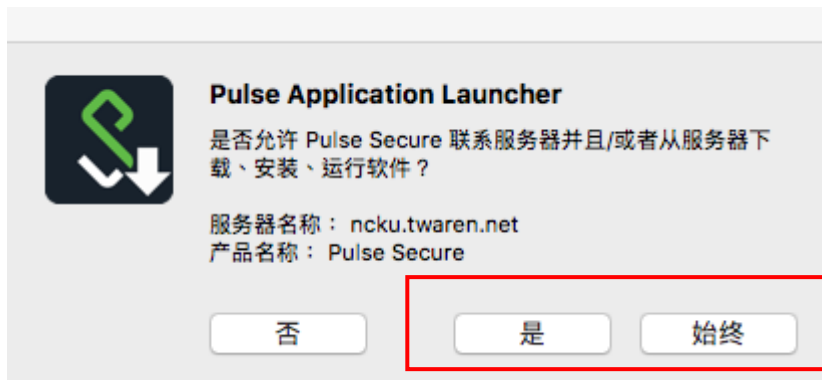 Pulse Application Launcher
是否允许 Pulse Secure 联系服务器并且/或者从服务器下
载、安装、运行软件？
服务器名称： ncku.twaren.net
产品名称： Pulse Secure
否 是 始终